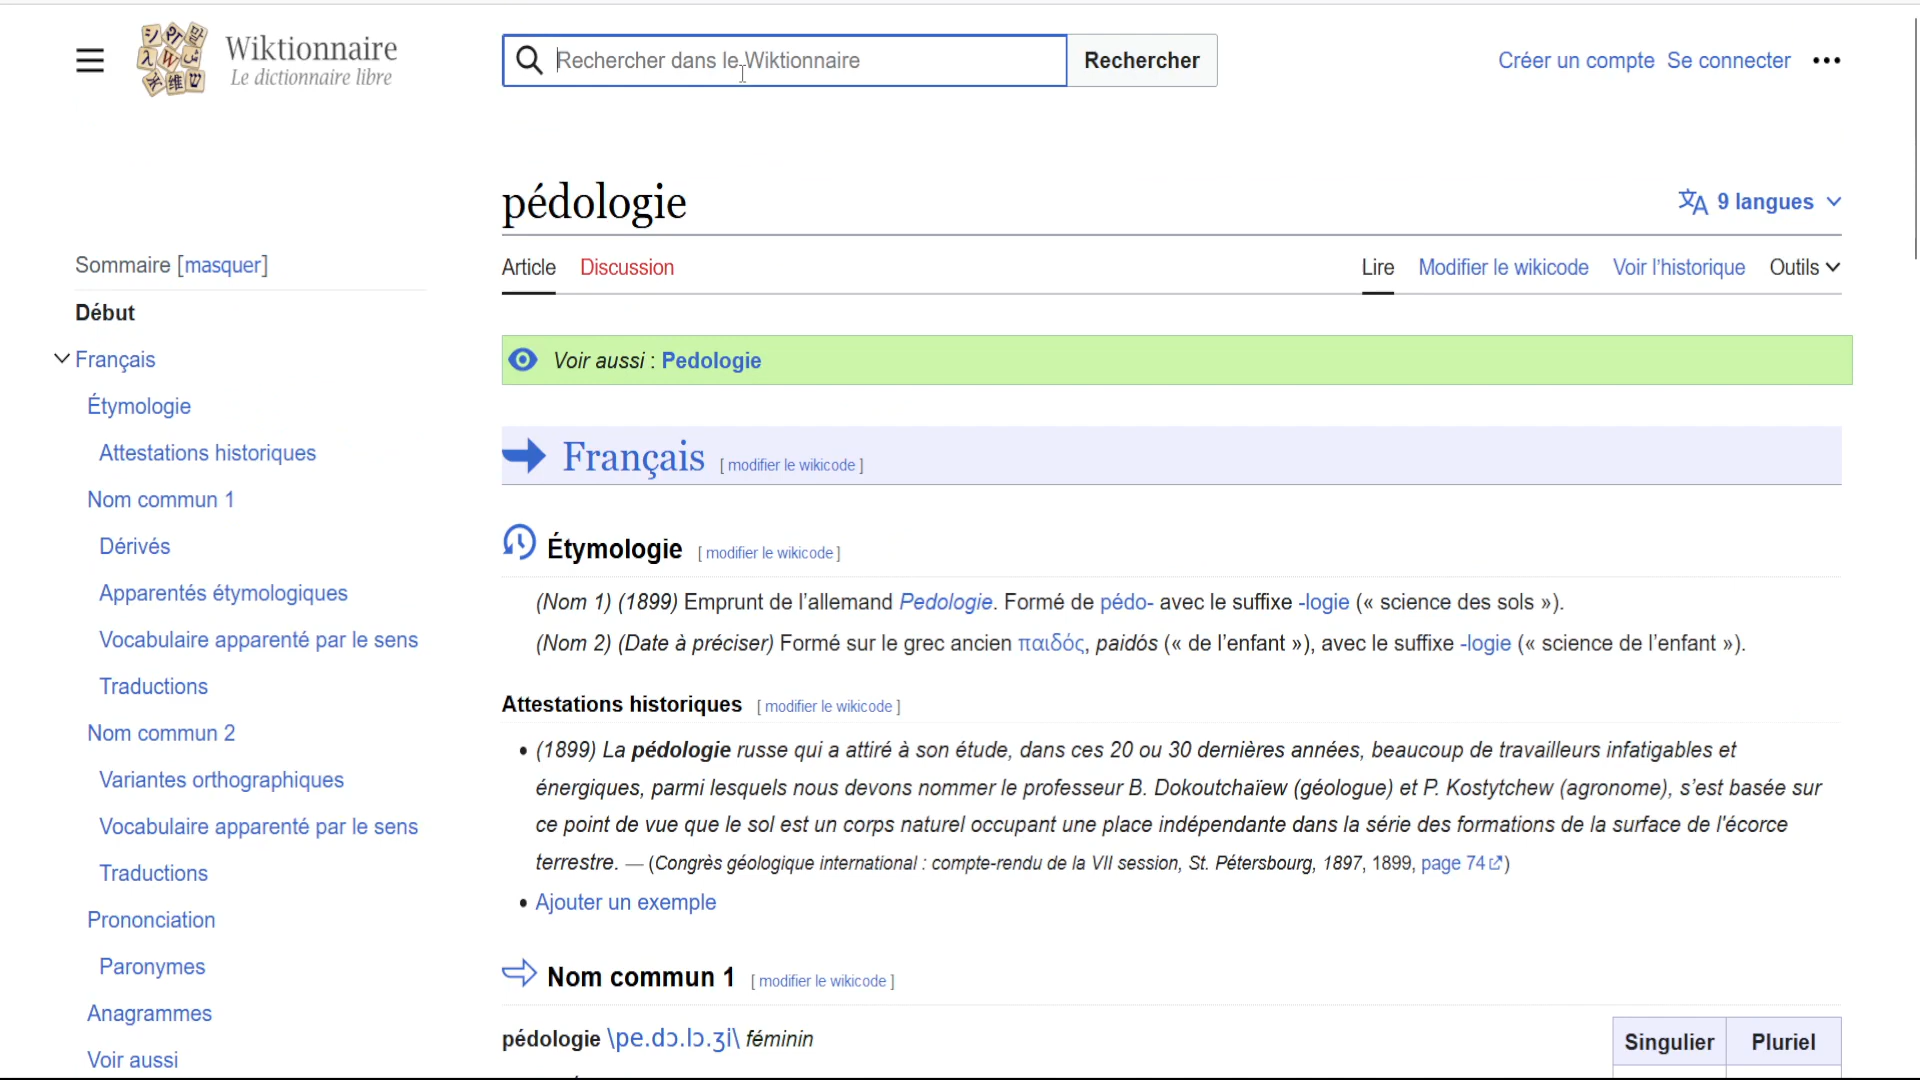 Wiktionnaire
Le dictionnaire libre
Rechercher dans le Wiktionnaire
Rechercher
Créer un compte Se connecter
pédologie
9 langues
Article Discussion
Lire Modifier le wikicode Voir l’historique Outils
Sommaire [masquer]
Début
Français
Étymologie
Attestations historiques
Nom commun 1
Dérivés
Apparentés étymologiques
Vocabulaire apparenté par le sens
Traductions
Nom commun 2
Variantes orthographiques
Vocabulaire apparenté par le sens
Traductions
Prononciation
Paronymes
Anagrammes
Voir aussi
Voir aussi : Pedologie
Français [ modifier le wikicode ]
Étymologie [ modifier le wikicode ]
(Nom 1) (1899) Emprunt de l’allemand Pedologie. Formé de pédo- avec le suffixe -logie (« science des sols »).
(Nom 2) (Date à préciser) Formé sur le grec ancien παιδός, paidós (« de l’enfant »), avec le suffixe -logie (« science de l’enfant »).
Attestations historiques [ modifier le wikicode ]
• (1899) La pédologie russe qui a attiré à son étude, dans ces 20 ou 30 dernières années, beaucoup de travailleurs infatigables et
énergiques, parmi lesquels nous devons nommer le professeur B. Dokoutchaïew (géologue) et P. Kostytchew (agronome), s’est basée sur
ce point de vue que le sol est un corps naturel occupant une place indépendante dans la série des formations de la surface de l'écorce
terrestre. — (Congrès géologique international : compte-rendu de la VII session, St. Pétersbourg, 1897, 1899, page 74)
• Ajouter un exemple
Nom commun 1 [ modifier le wikicode ]
pédologie \pe.dɔ.lɔ.ʒi\ féminin
Singulier Pluriel